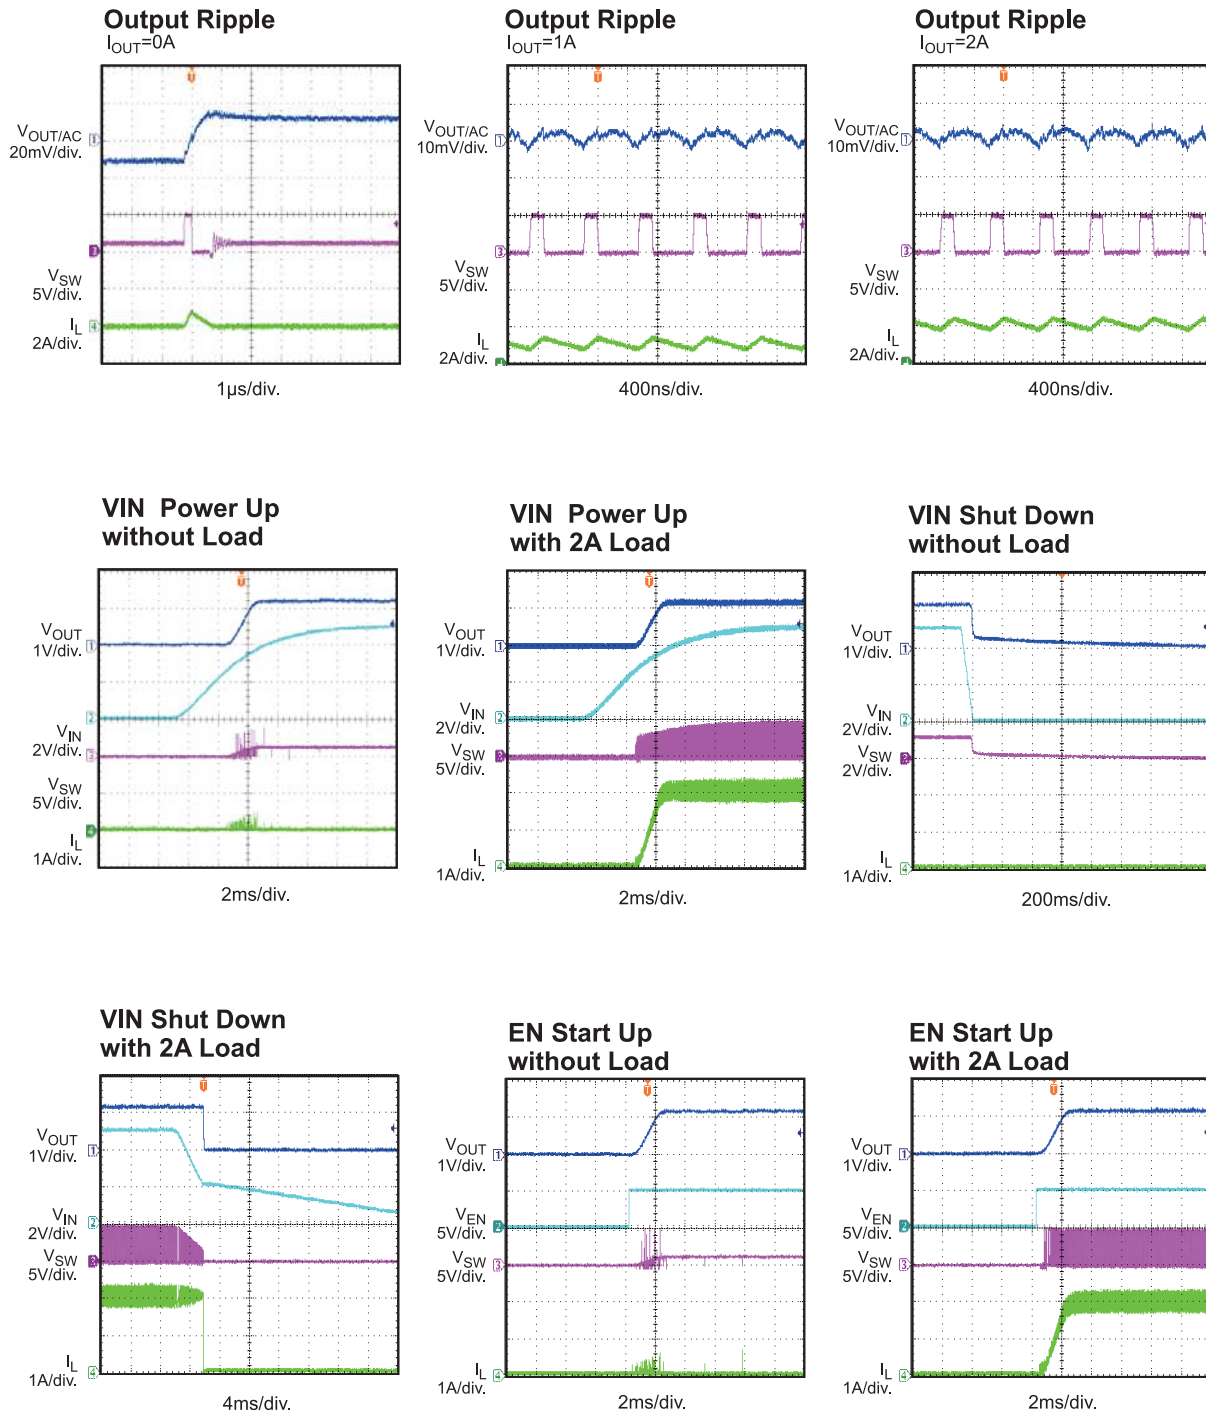 Output Ripple
IOUT=0A
VOUT/AC
20mV/div.
VSW
5V/div.
IL
2A/div.
1µs/div.
Output Ripple
IOUT=1A
VOUT/AC
10mV/div.
VSW
5V/div.
IL
2A/div.
400ns/div.
Output Ripple
IOUT=2A
VOUT/AC
10mV/div.
VSW
5V/div.
IL
2A/div.
400ns/div.
VIN Power Up
without Load
VOUT
1V/div.
VIN
2V/div.
VSW
5V/div.
IL
1A/div.
2ms/div.
VIN Power Up
with 2A Load
VOUT
1V/div.
VIN
2V/div.
VSW
5V/div.
IL
1A/div.
2ms/div.
VIN Shut Down
without Load
VOUT
1V/div.
VIN
2V/div.
VSW
2V/div.
IL
1A/div.
200ms/div.
VIN Shut Down
with 2A Load
VOUT
1V/div.
VIN
2V/div.
VSW
5V/div.
IL
1A/div.
4ms/div.
EN Start Up
without Load
VOUT
1V/div.
VEN
5V/div.
VSW
5V/div.
IL
1A/div.
2ms/div.
EN Start Up
with 2A Load
VOUT
1V/div.
VEN
5V/div.
VSW
5V/div.
IL
1A/div.
2ms/div.